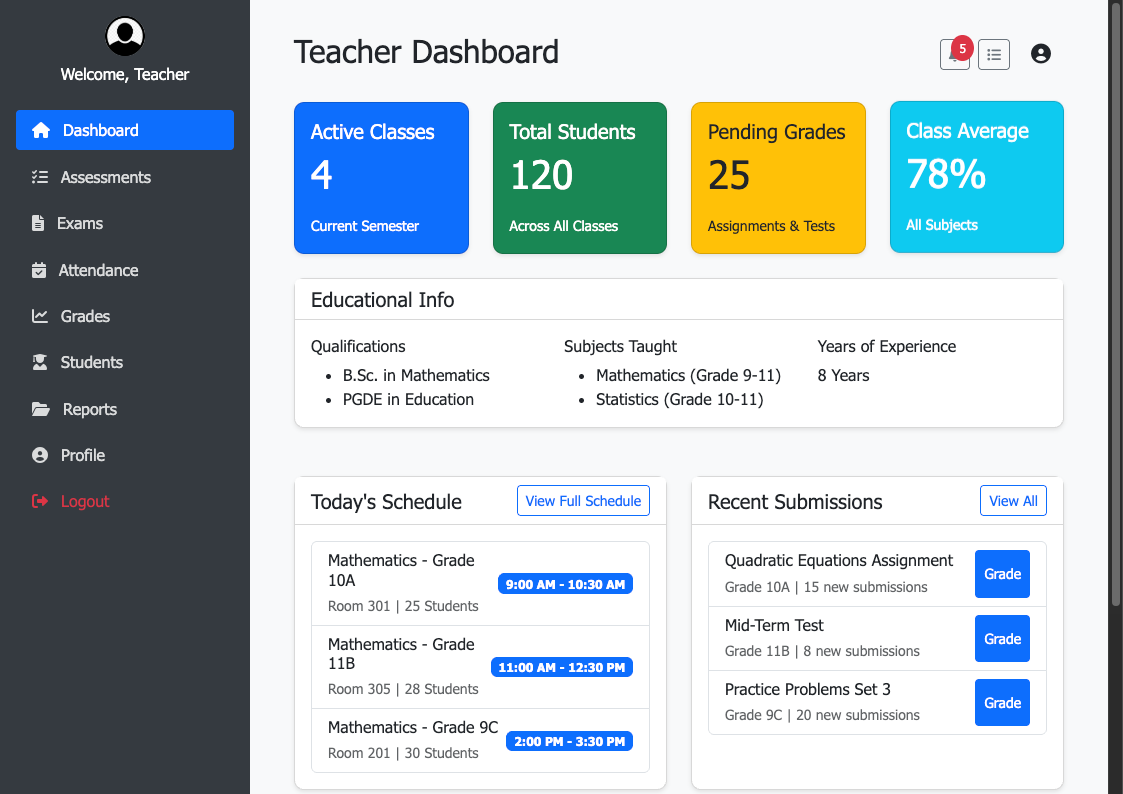 Welcome, Teacher
Dashboard
Assessments
Exams
Attendance
Grades
Students
Reports
Profile
Logout
Teacher Dashboard
5
Active Classes
4
Current Semester
Total Students
120
Across All Classes
Pending Grades
25
Assignments & Tests
Class Average
78%
All Subjects
Educational Info
Qualifications
• B.Sc. in Mathematics
• PGDE in Education
Subjects Taught
• Mathematics (Grade 9-11)
• Statistics (Grade 10-11)
Years of Experience
8 Years
Today's Schedule
View Full Schedule
Mathematics - Grade
10A
Room 301 | 25 Students
9:00 AM - 10:30 AM
Mathematics - Grade
11B
Room 305 | 28 Students
11:00 AM - 12:30 PM
Mathematics - Grade 9C
Room 201 | 30 Students
2:00 PM - 3:30 PM
Recent Submissions
View All
Quadratic Equations Assignment
Grade 10A | 15 new submissions
Grade
Mid-Term Test
Grade 11B | 8 new submissions
Grade
Practice Problems Set 3
Grade 9C | 20 new submissions
Grade